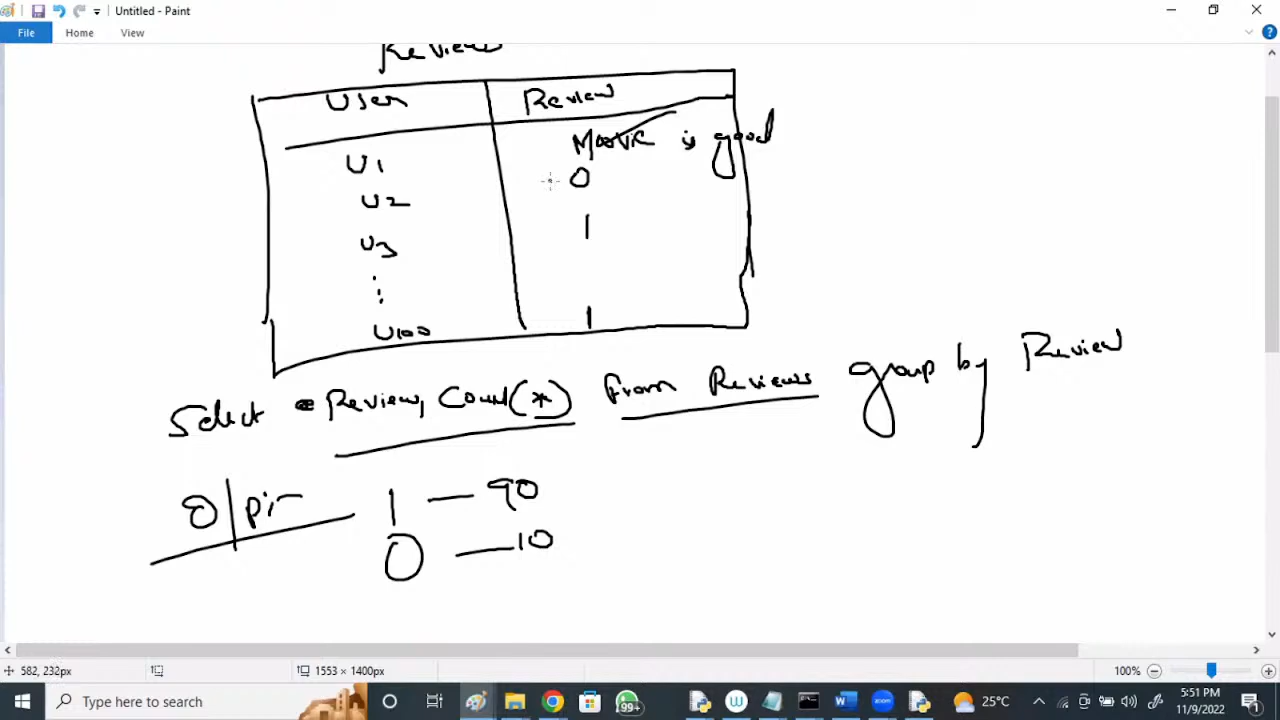 Untitled - Paint
File Home View
Reviews
User Review
U1 Movie is good
0
U2
1
U3
:
U100 1
Select Review, Count(*) From Reviews group by Review
O/p 1 — 90
0 — 10
582, 232px 1553 × 1400px 100%
Type here to search
99+
25°C
5:51 PM
11/9/2022